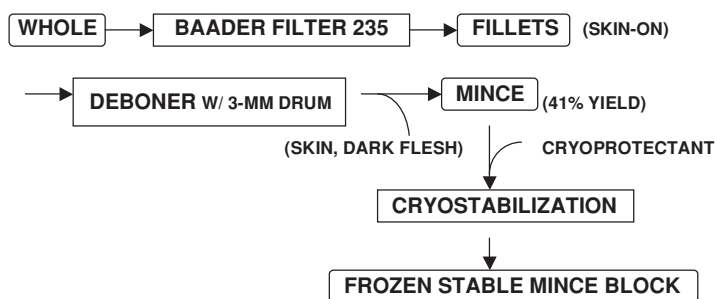 WHOLE BAADER FILTER 235 FILLETS (SKIN-ON)
DEBONER W/ 3-MM DRUM MINCE (41% YIELD)
(SKIN, DARK FLESH) CRYOPROTECTANT
CRYOSTABILIZATION
FROZEN STABLE MINCE BLOCK